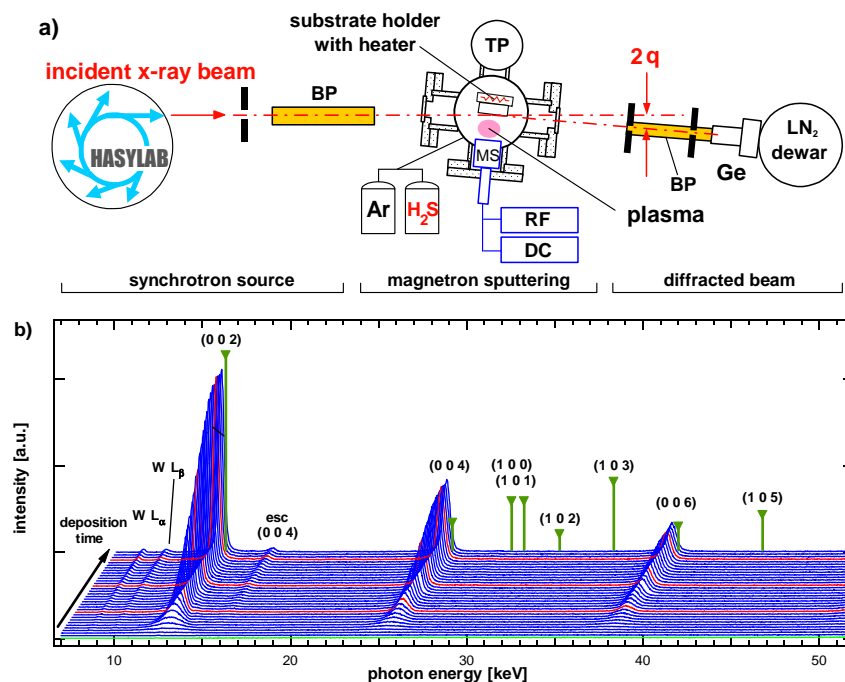 a)
substrate holder
with heater
TP
2 q
incident x-ray beam
BP
HASYLAB
MS
LN2
dewar
BP
Ge
Ar
H2S
plasma
RF
DC
synchrotron source
magnetron sputtering
diffracted beam
b)
(0 0 2)
W Lβ
W Lα
deposition
time
esc
(0 0 4)
(0 0 4)
(1 0 0)
(1 0 1)
(1 0 2)
(1 0 3)
(0 0 6)
(1 0 5)
intensity [a.u.]
10 20 30 40 50
photon energy [keV]